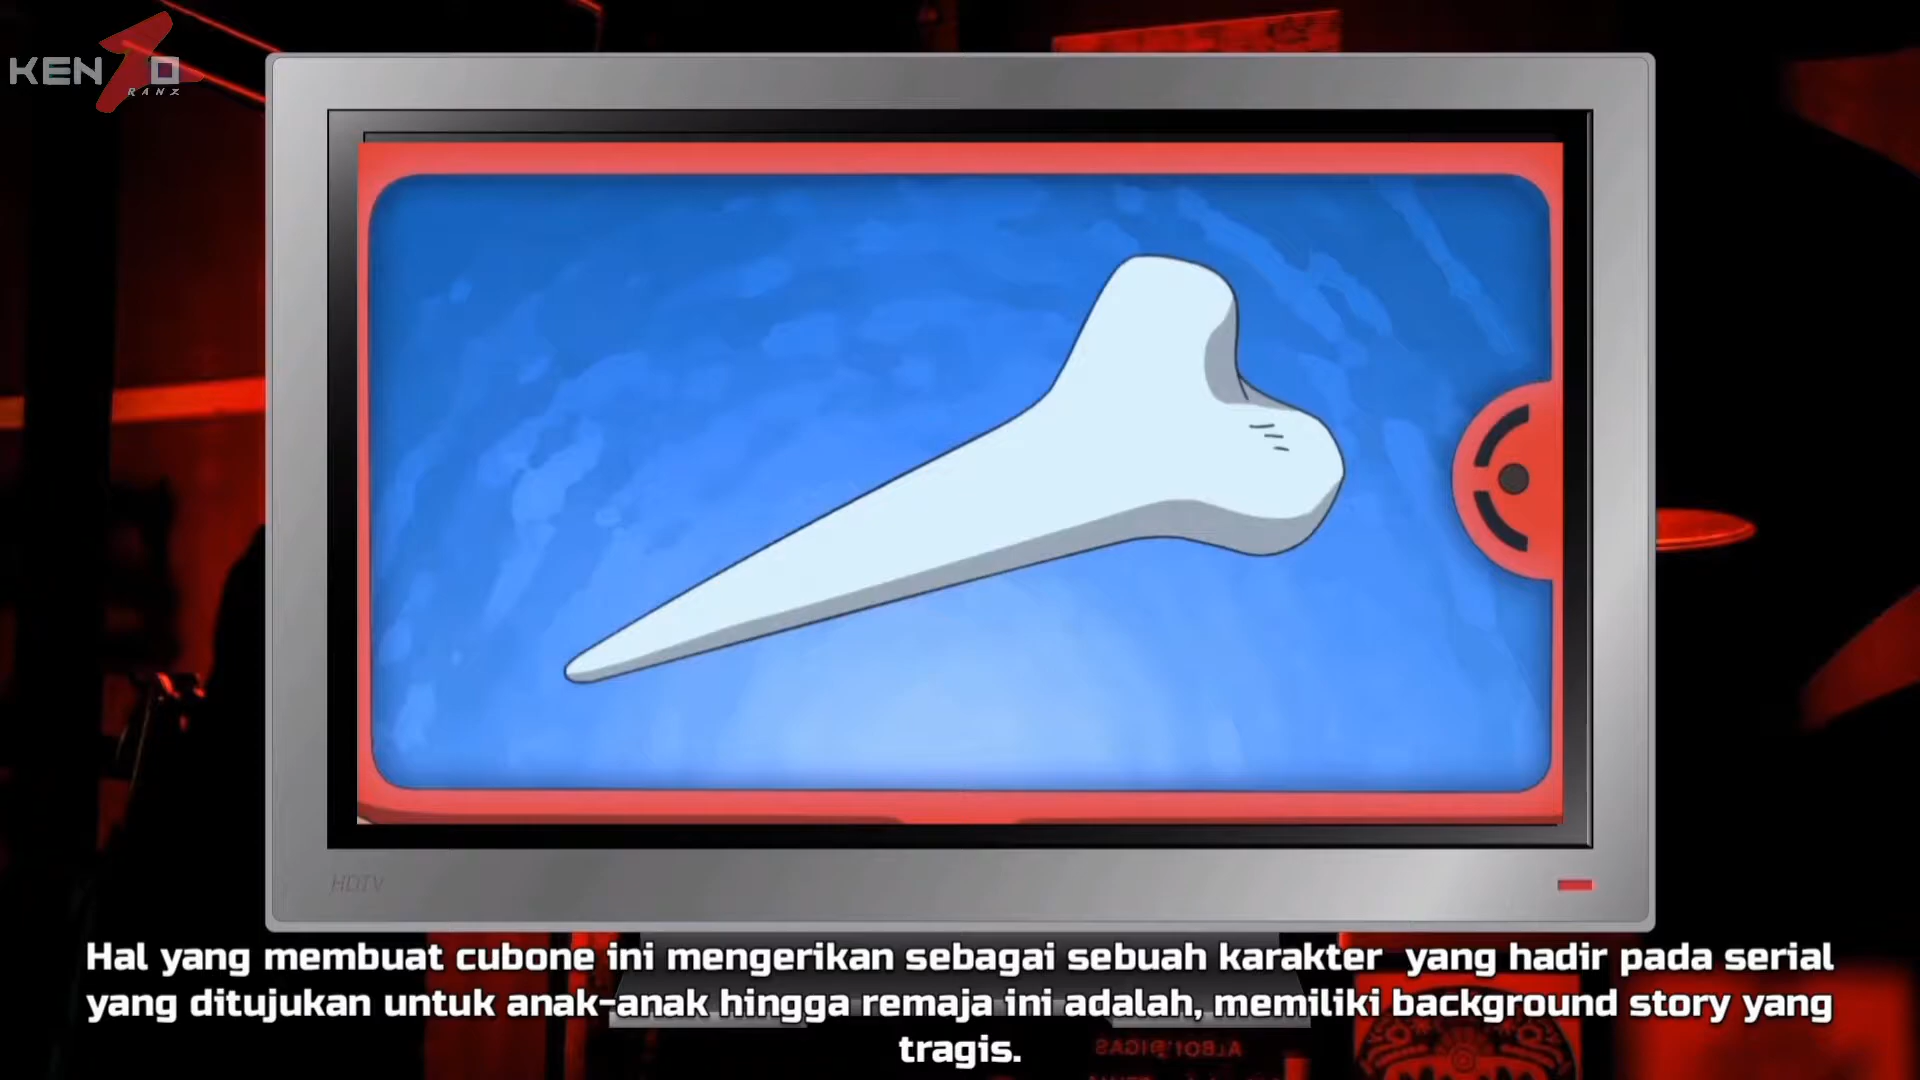 KENZO
RANZ
HDTV
Hal yang membuat cubone ini mengerikan sebagai sebuah karakter yang hadir pada serial
yang ditujukan untuk anak-anak hingga remaja ini adalah, memiliki background story yang
tragis.